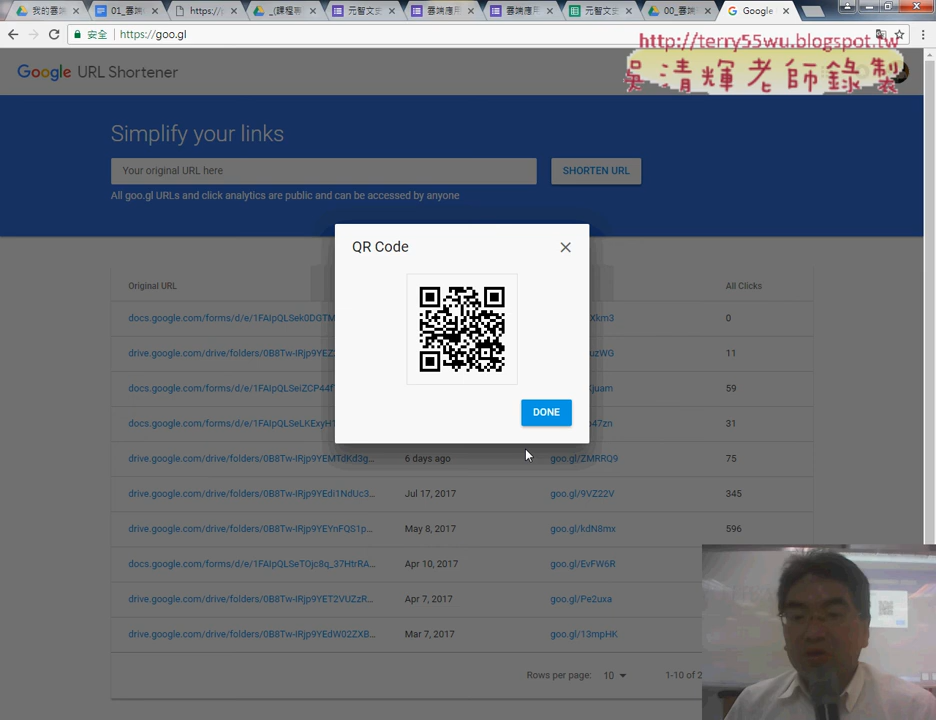 我的雲端
01_雲端
https://
_(課程
元智文史
雲端應用
雲端應用
元智文史
00_雲端
Google
安全 https://goo.gl
http://terry55wu.blogspot.tw
吳清輝老師錄製
Google URL Shortener
Simplify your links
Your original URL here
SHORTEN URL
All goo.gl URLs and click analytics are public and can be accessed by anyone
QR Code
DONE
Original URL All Clicks
docs.google.com/forms/d/e/1FAIpQLSek0DGTM Xkm3 0
drive.google.com/drive/folders/0B8Tw-IRjp9YEZ uzWG 11
docs.google.com/forms/d/e/1FAIpQLSeiZCP44f juam 59
docs.google.com/forms/d/e/1FAIpQLSeLKExyH 47zn 31
drive.google.com/drive/folders/0B8Tw-IRjp9YEMTdKd3g... 6 days ago goo.gl/ZMRRQ9 75
drive.google.com/drive/folders/0B8Tw-IRjp9YEdi1NdUc3... Jul 17, 2017 goo.gl/9VZ22V 345
drive.google.com/drive/folders/0B8Tw-IRjp9YEYnFQS1p... May 8, 2017 goo.gl/kdN8mx 596
docs.google.com/forms/d/e/1FAIpQLSeTOjc8q_37HtrRA... Apr 10, 2017 goo.gl/EvFW6R
drive.google.com/drive/folders/0B8Tw-IRjp9YET2VUZzR... Apr 7, 2017 goo.gl/Pe2uxa
drive.google.com/drive/folders/0B8Tw-IRjp9YEdW02ZXB... Mar 7, 2017 goo.gl/13mpHK
Rows per page: 10 1-10 of 2